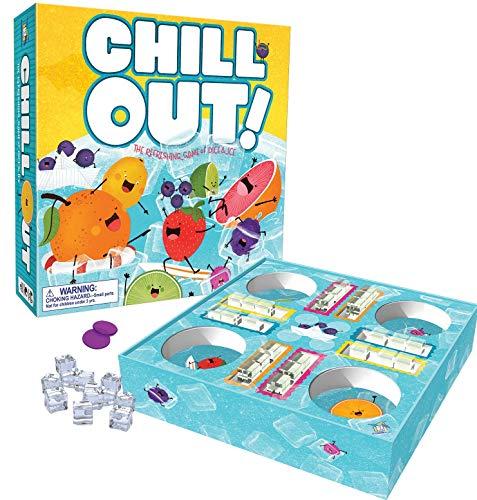 CHILL
OUT!
THE REFRESHING GAME of DICE & ICE
CHILL OUT
WARNING:
CHOKING HAZARD—Small parts.
Not for children under 3 yrs.